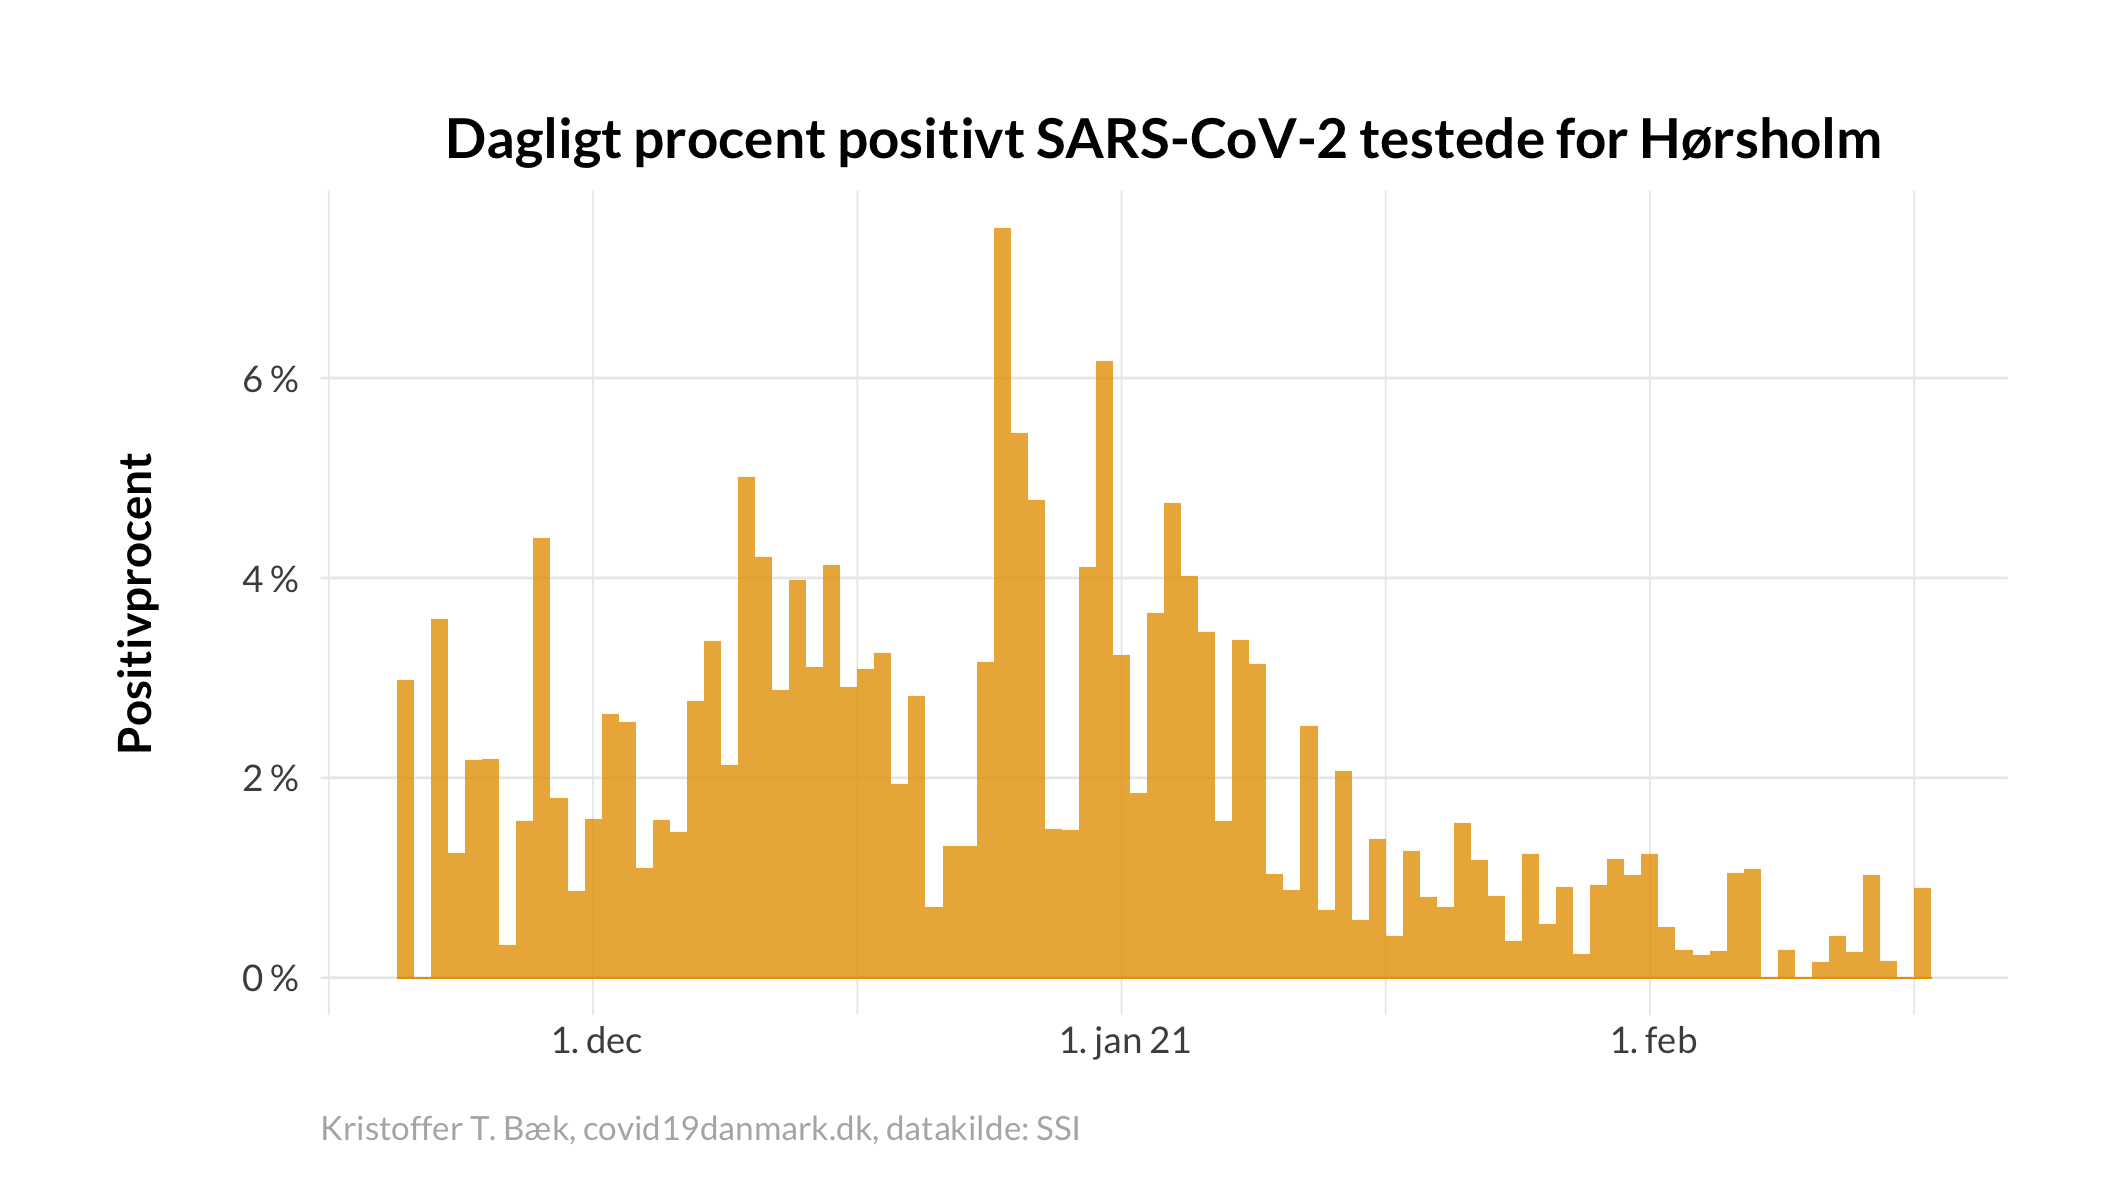 Dagligt procent positivt SARS-CoV-2 testede for Hørsholm
Positivprocent
6 %
4 %
2 %
0 %
1. dec
1. jan 21
1. feb
Kristoffer T. Bæk, covid19danmark.dk, datakilde: SSI